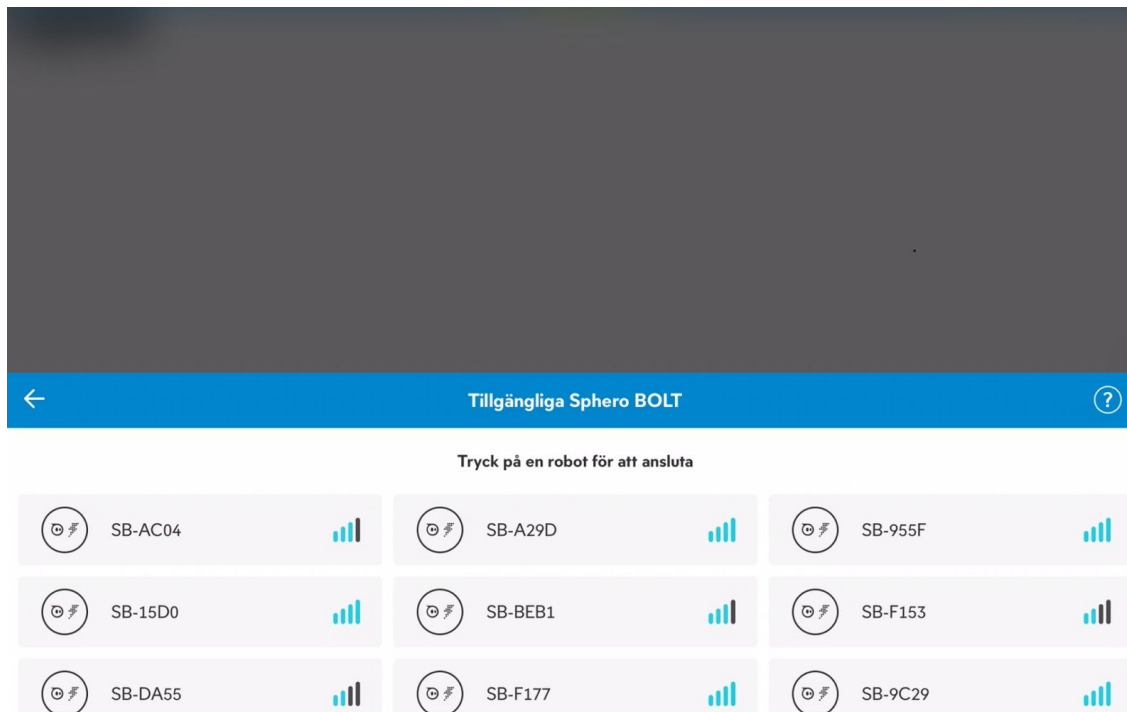 Tillgängliga Sphero BOLT
?
Tryck på en robot för att ansluta
SB-AC04
SB-A29D
SB-955F
SB-15D0
SB-BEB1
SB-F153
SB-DA55
SB-F177
SB-9C29